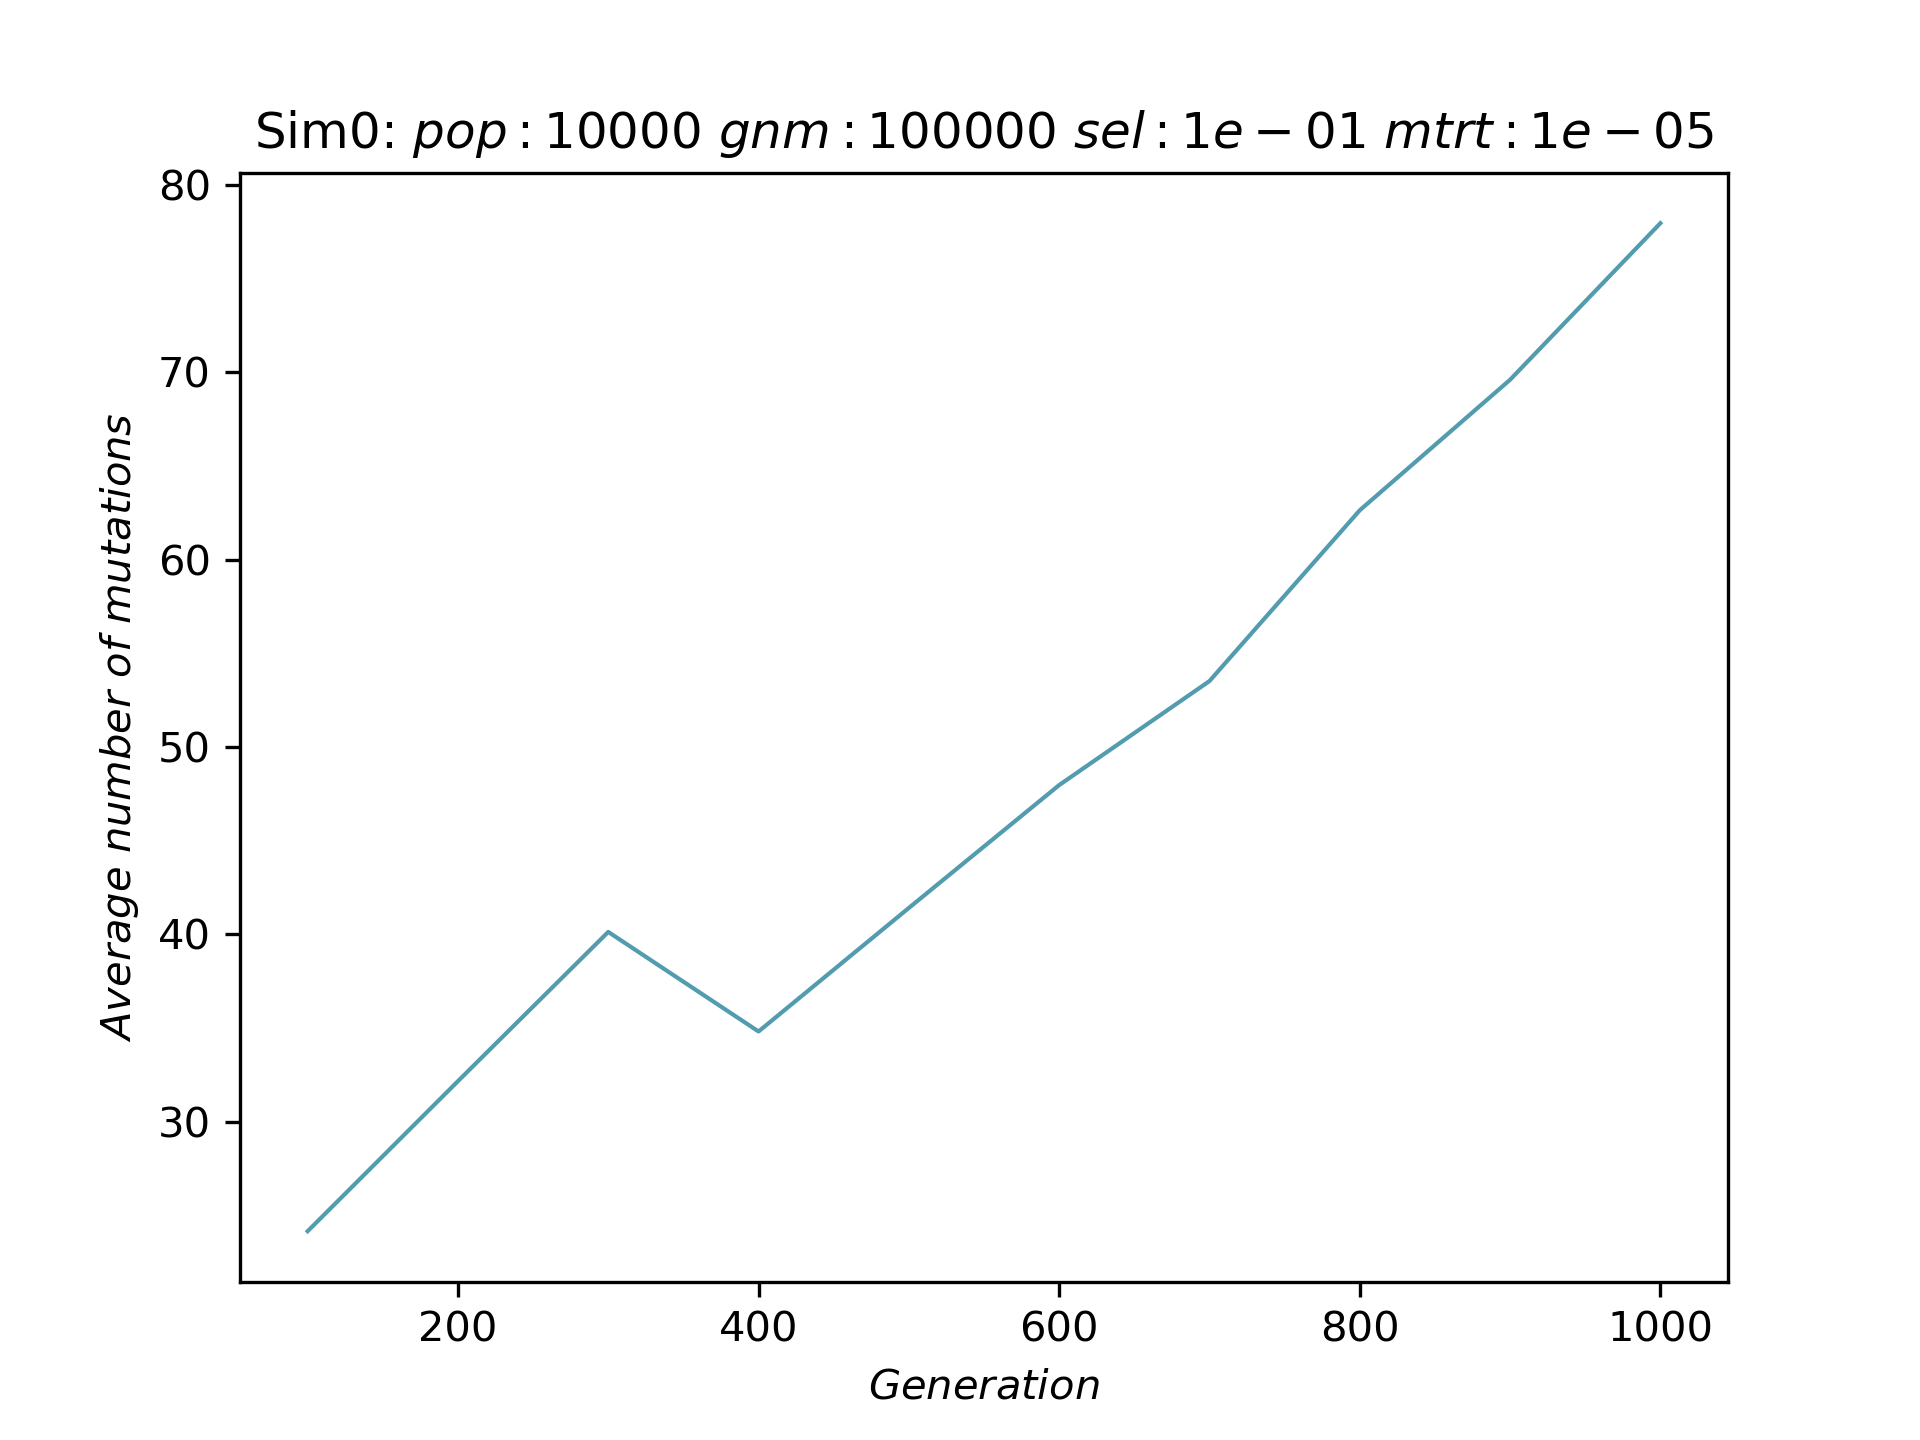 Sim0: pop : 10000 gnm : 100000 sel : 1e − 01 mtrt : 1e − 05
80
70
60
50
40
30
Average number of mutations
200 400 600 800 1000
Generation